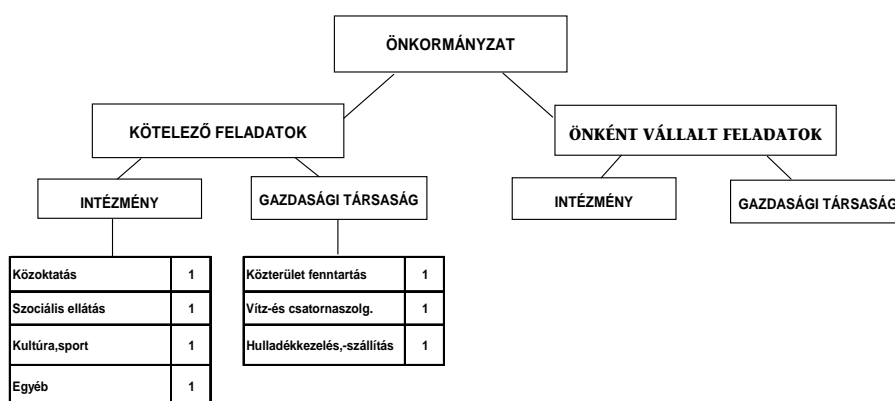 ÖNKORMÁNYZAT
KÖTELEZŐ FELADATOK
ÖNKÉNT VÁLLALT FELADATOK
INTÉZMÉNY
GAZDASÁGI TÁRSASÁG
INTÉZMÉNY
GAZDASÁGI TÁRSASÁG
Közoktatás 1
Szociális ellátás 1
Kultúra,sport 1
Egyéb 1
Közterület fenntartás 1
Vítz-és csatornaszolg. 1
Hulladékkezelés,-szállítás 1